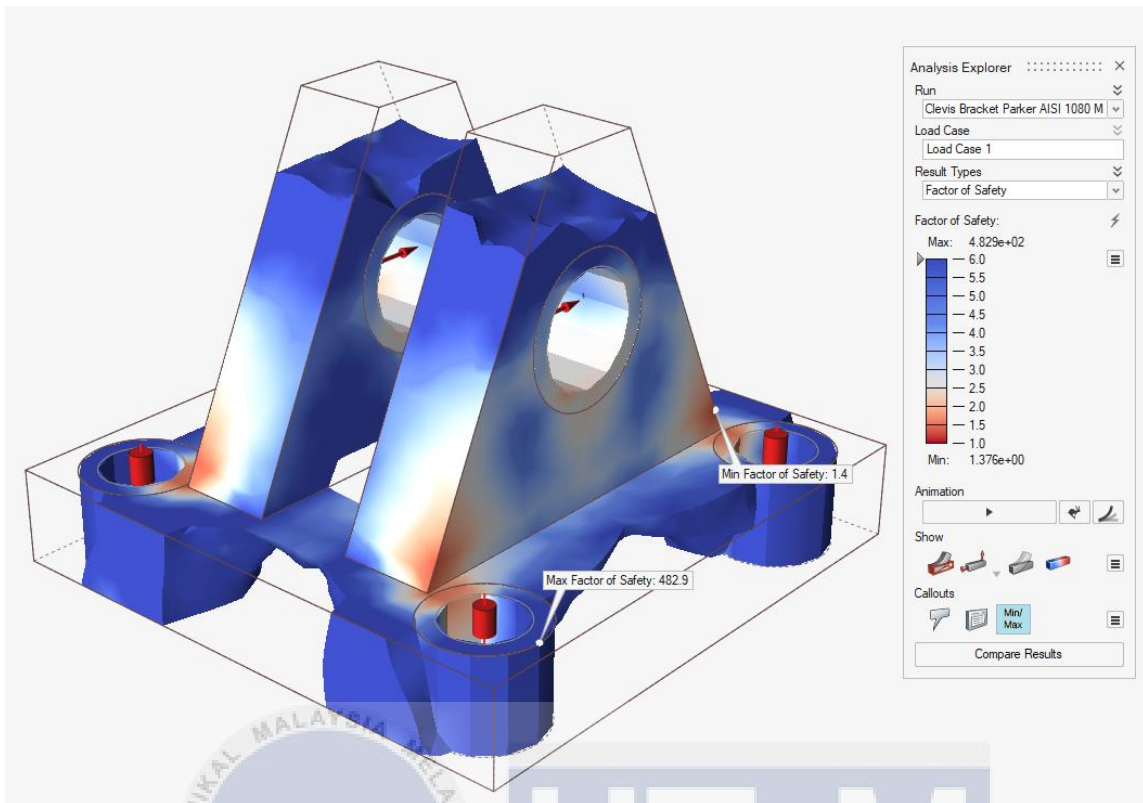 Analysis Explorer
Run
Clevis Bracket Parker AISI 1080 M
Load Case
Load Case 1
Result Types
Factor of Safety
Factor of Safety:
Max: 4.829e+02
6.0
5.5
5.0
4.5
4.0
3.5
3.0
2.5
2.0
1.5
1.0
Min: 1.376e+00
Animation
Show
Callouts
Min/
Max
Compare Results
Min Factor of Safety: 1.4
Max Factor of Safety: 482.9
MALAYSIA